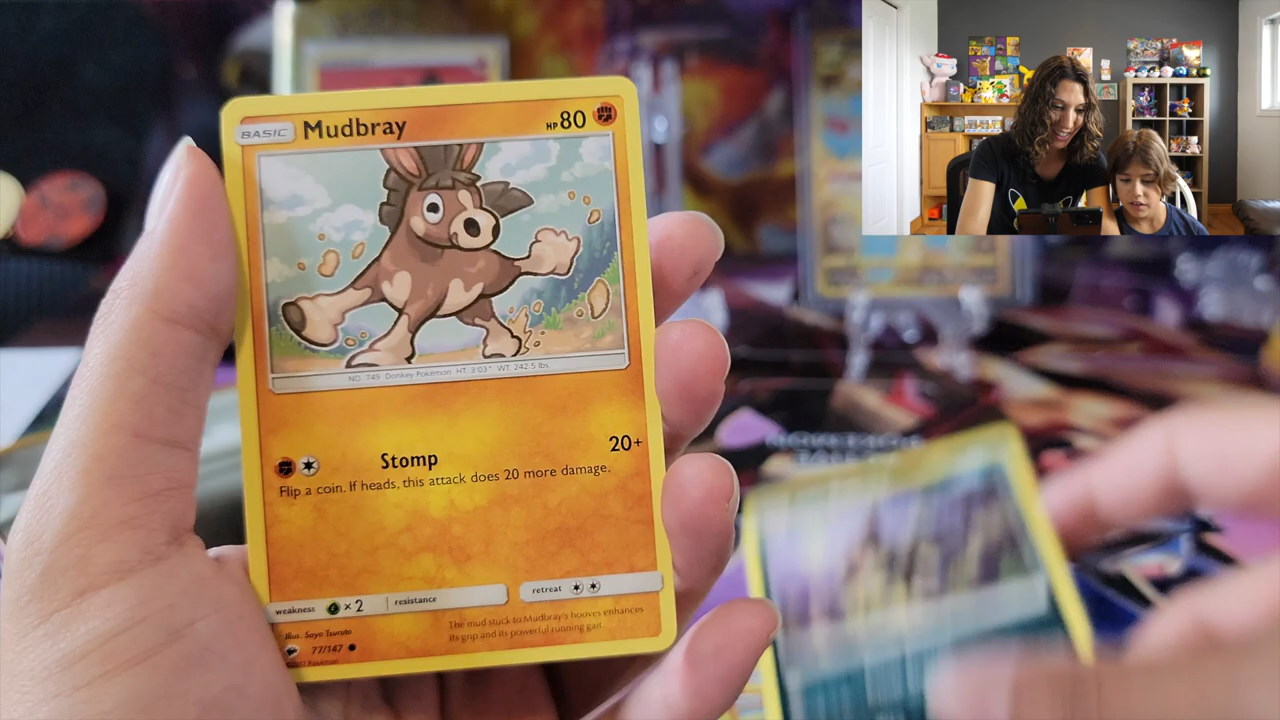 BASIC Mudbray HP 80
NO. 749 Donkey Pokémon HT: 3'03" WT: 242.5 lbs.
Stomp 20+
Flip a coin. If heads, this attack does 20 more damage.
weakness × 2 resistance retreat
The mud stuck to Mudbray's hooves enhances
its grip and its powerful running gait.
Illus. Saya Tsuruta
77/147
©2017 Pokémon